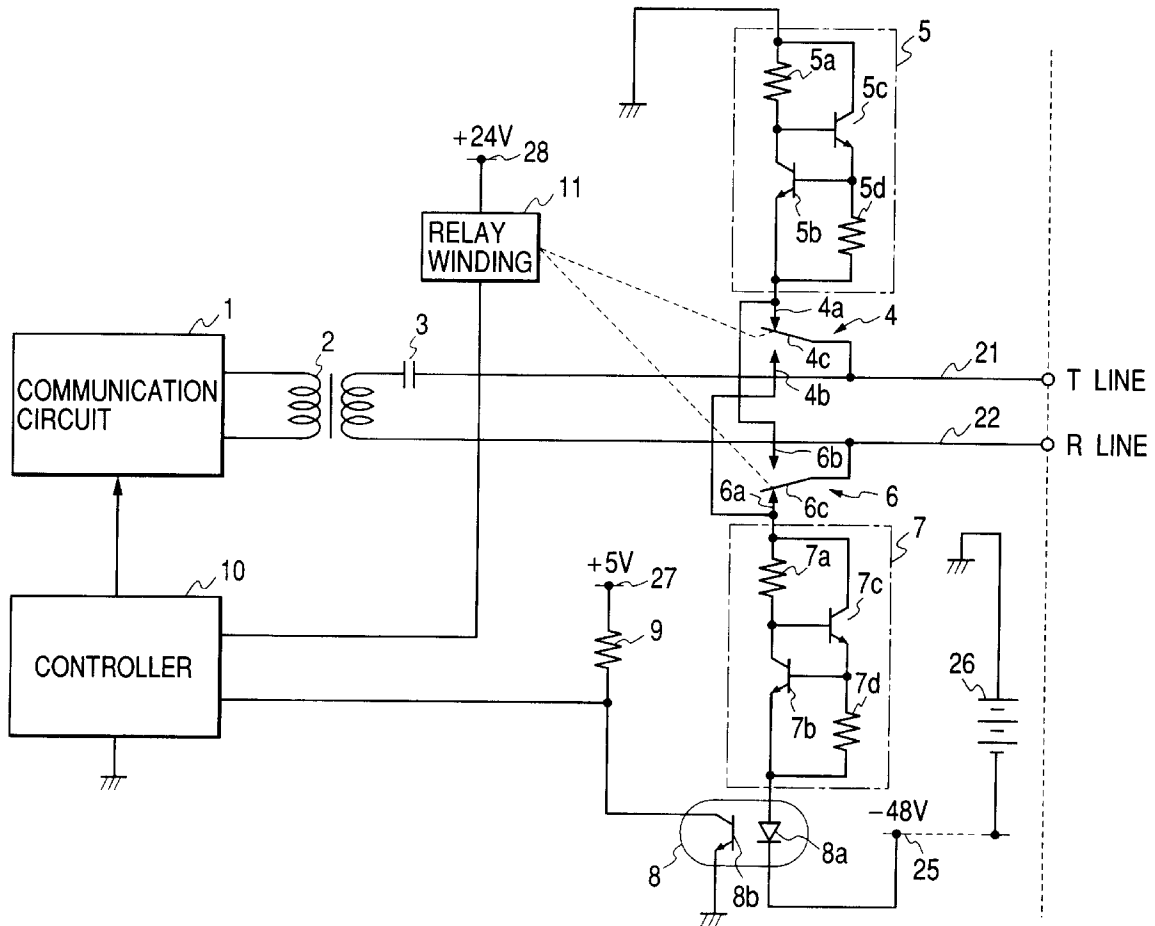 5
5a
5c
+24V
28
11
RELAY
WINDING
5d
5b
4a
4
1
2
3
4c
21
COMMUNICATION
CIRCUIT
T LINE
4b
22
R LINE
6b
6a
6c
6
7
10
+5V
27
7a
7c
CONTROLLER
9
26
7d
7b
-48V
8a
25
8
8b